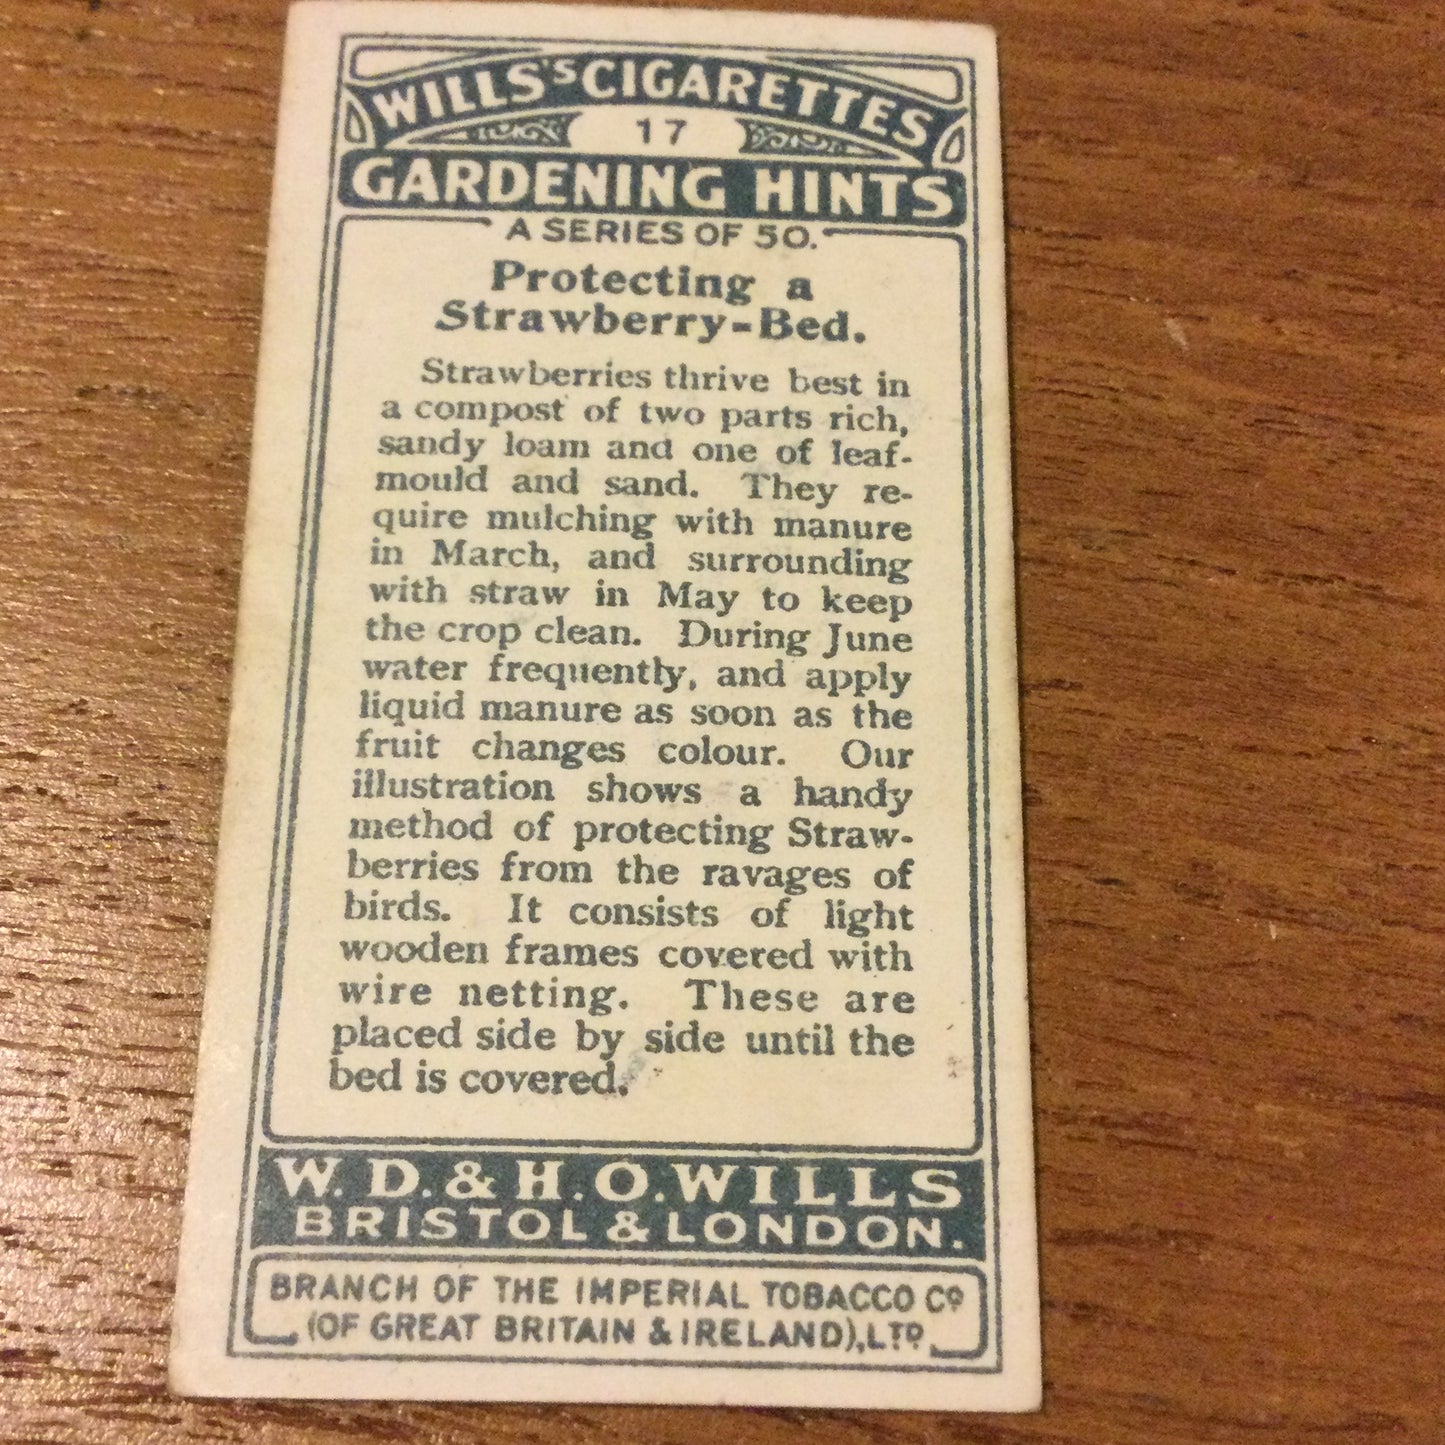 WILLS'S CIGARETTES
17
GARDENING HINTS
A SERIES OF 50.
Protecting a
Strawberry-Bed.
Strawberries thrive best in
a compost of two parts rich,
sandy loam and one of leaf-
mould and sand. They re-
quire mulching with manure
in March, and surrounding
with straw in May to keep
the crop clean. During June
water frequently, and apply
liquid manure as soon as the
fruit changes colour. Our
illustration shows a handy
method of protecting Straw-
berries from the ravages of
birds. It consists of light
wooden frames covered with
wire netting. These are
placed side by side until the
bed is covered.
W. D. & H. O. WILLS
BRISTOL & LONDON.
BRANCH OF THE IMPERIAL TOBACCO CO
(OF GREAT BRITAIN & IRELAND), LTD.